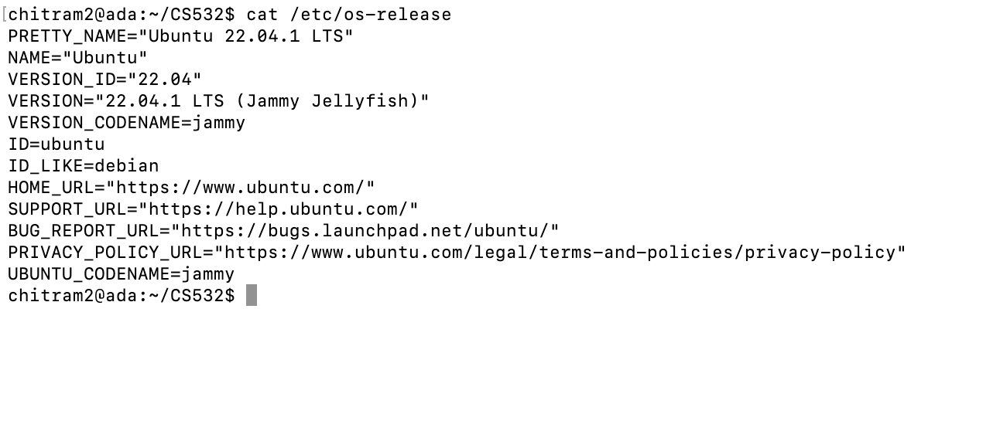 [chitram2@ada:~/CS532$ cat /etc/os-release
PRETTY_NAME="Ubuntu 22.04.1 LTS"
NAME="Ubuntu"
VERSION_ID="22.04"
VERSION="22.04.1 LTS (Jammy Jellyfish)"
VERSION_CODENAME=jammy
ID=ubuntu
ID_LIKE=debian
HOME_URL="https://www.ubuntu.com/"
SUPPORT_URL="https://help.ubuntu.com/"
BUG_REPORT_URL="https://bugs.launchpad.net/ubuntu/"
PRIVACY_POLICY_URL="https://www.ubuntu.com/legal/terms-and-policies/privacy-policy"
UBUNTU_CODENAME=jammy
chitram2@ada:~/CS532$